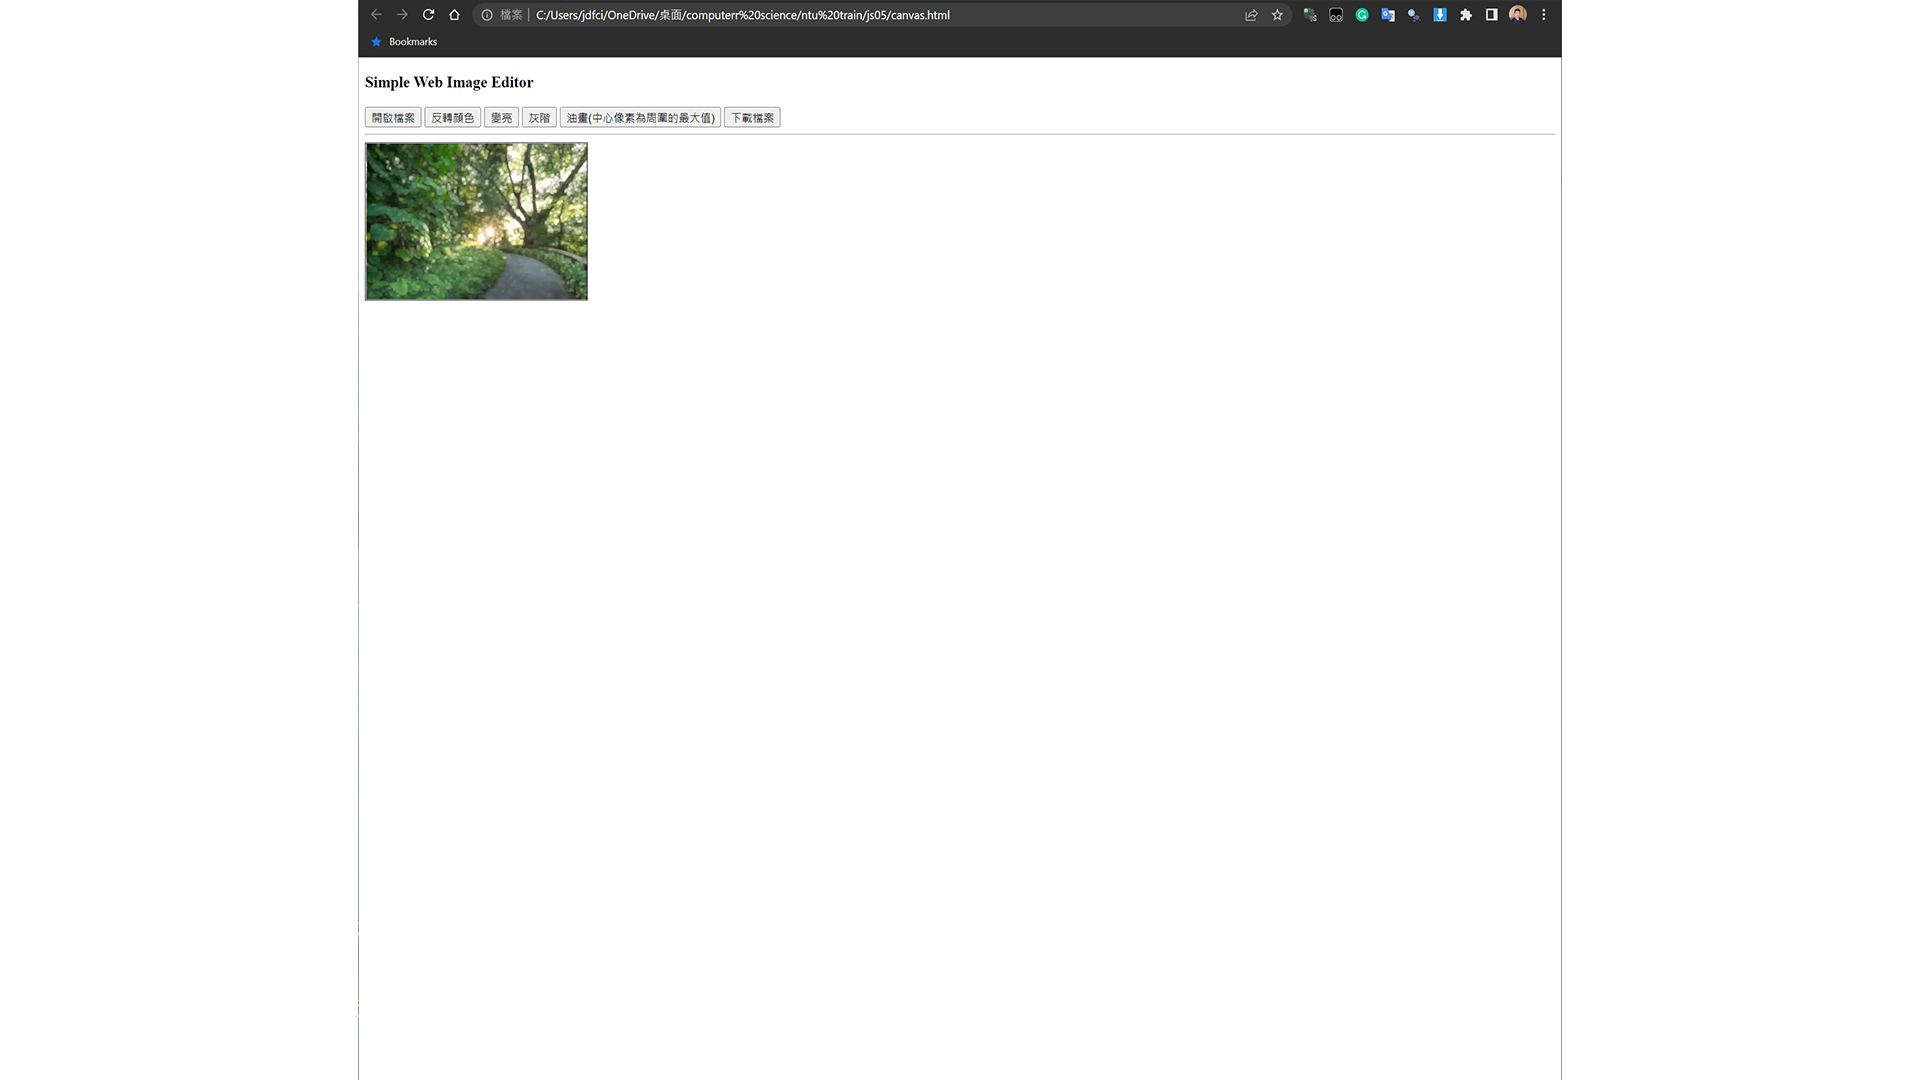 檔案 | C:/Users/jdfci/OneDrive/桌面/computerr%20science/ntu%20train/js05/canvas.html
Bookmarks
Simple Web Image Editor
開啟檔案 反轉顏色 變亮 灰階 油畫(中心像素為周圍的最大值) 下載檔案